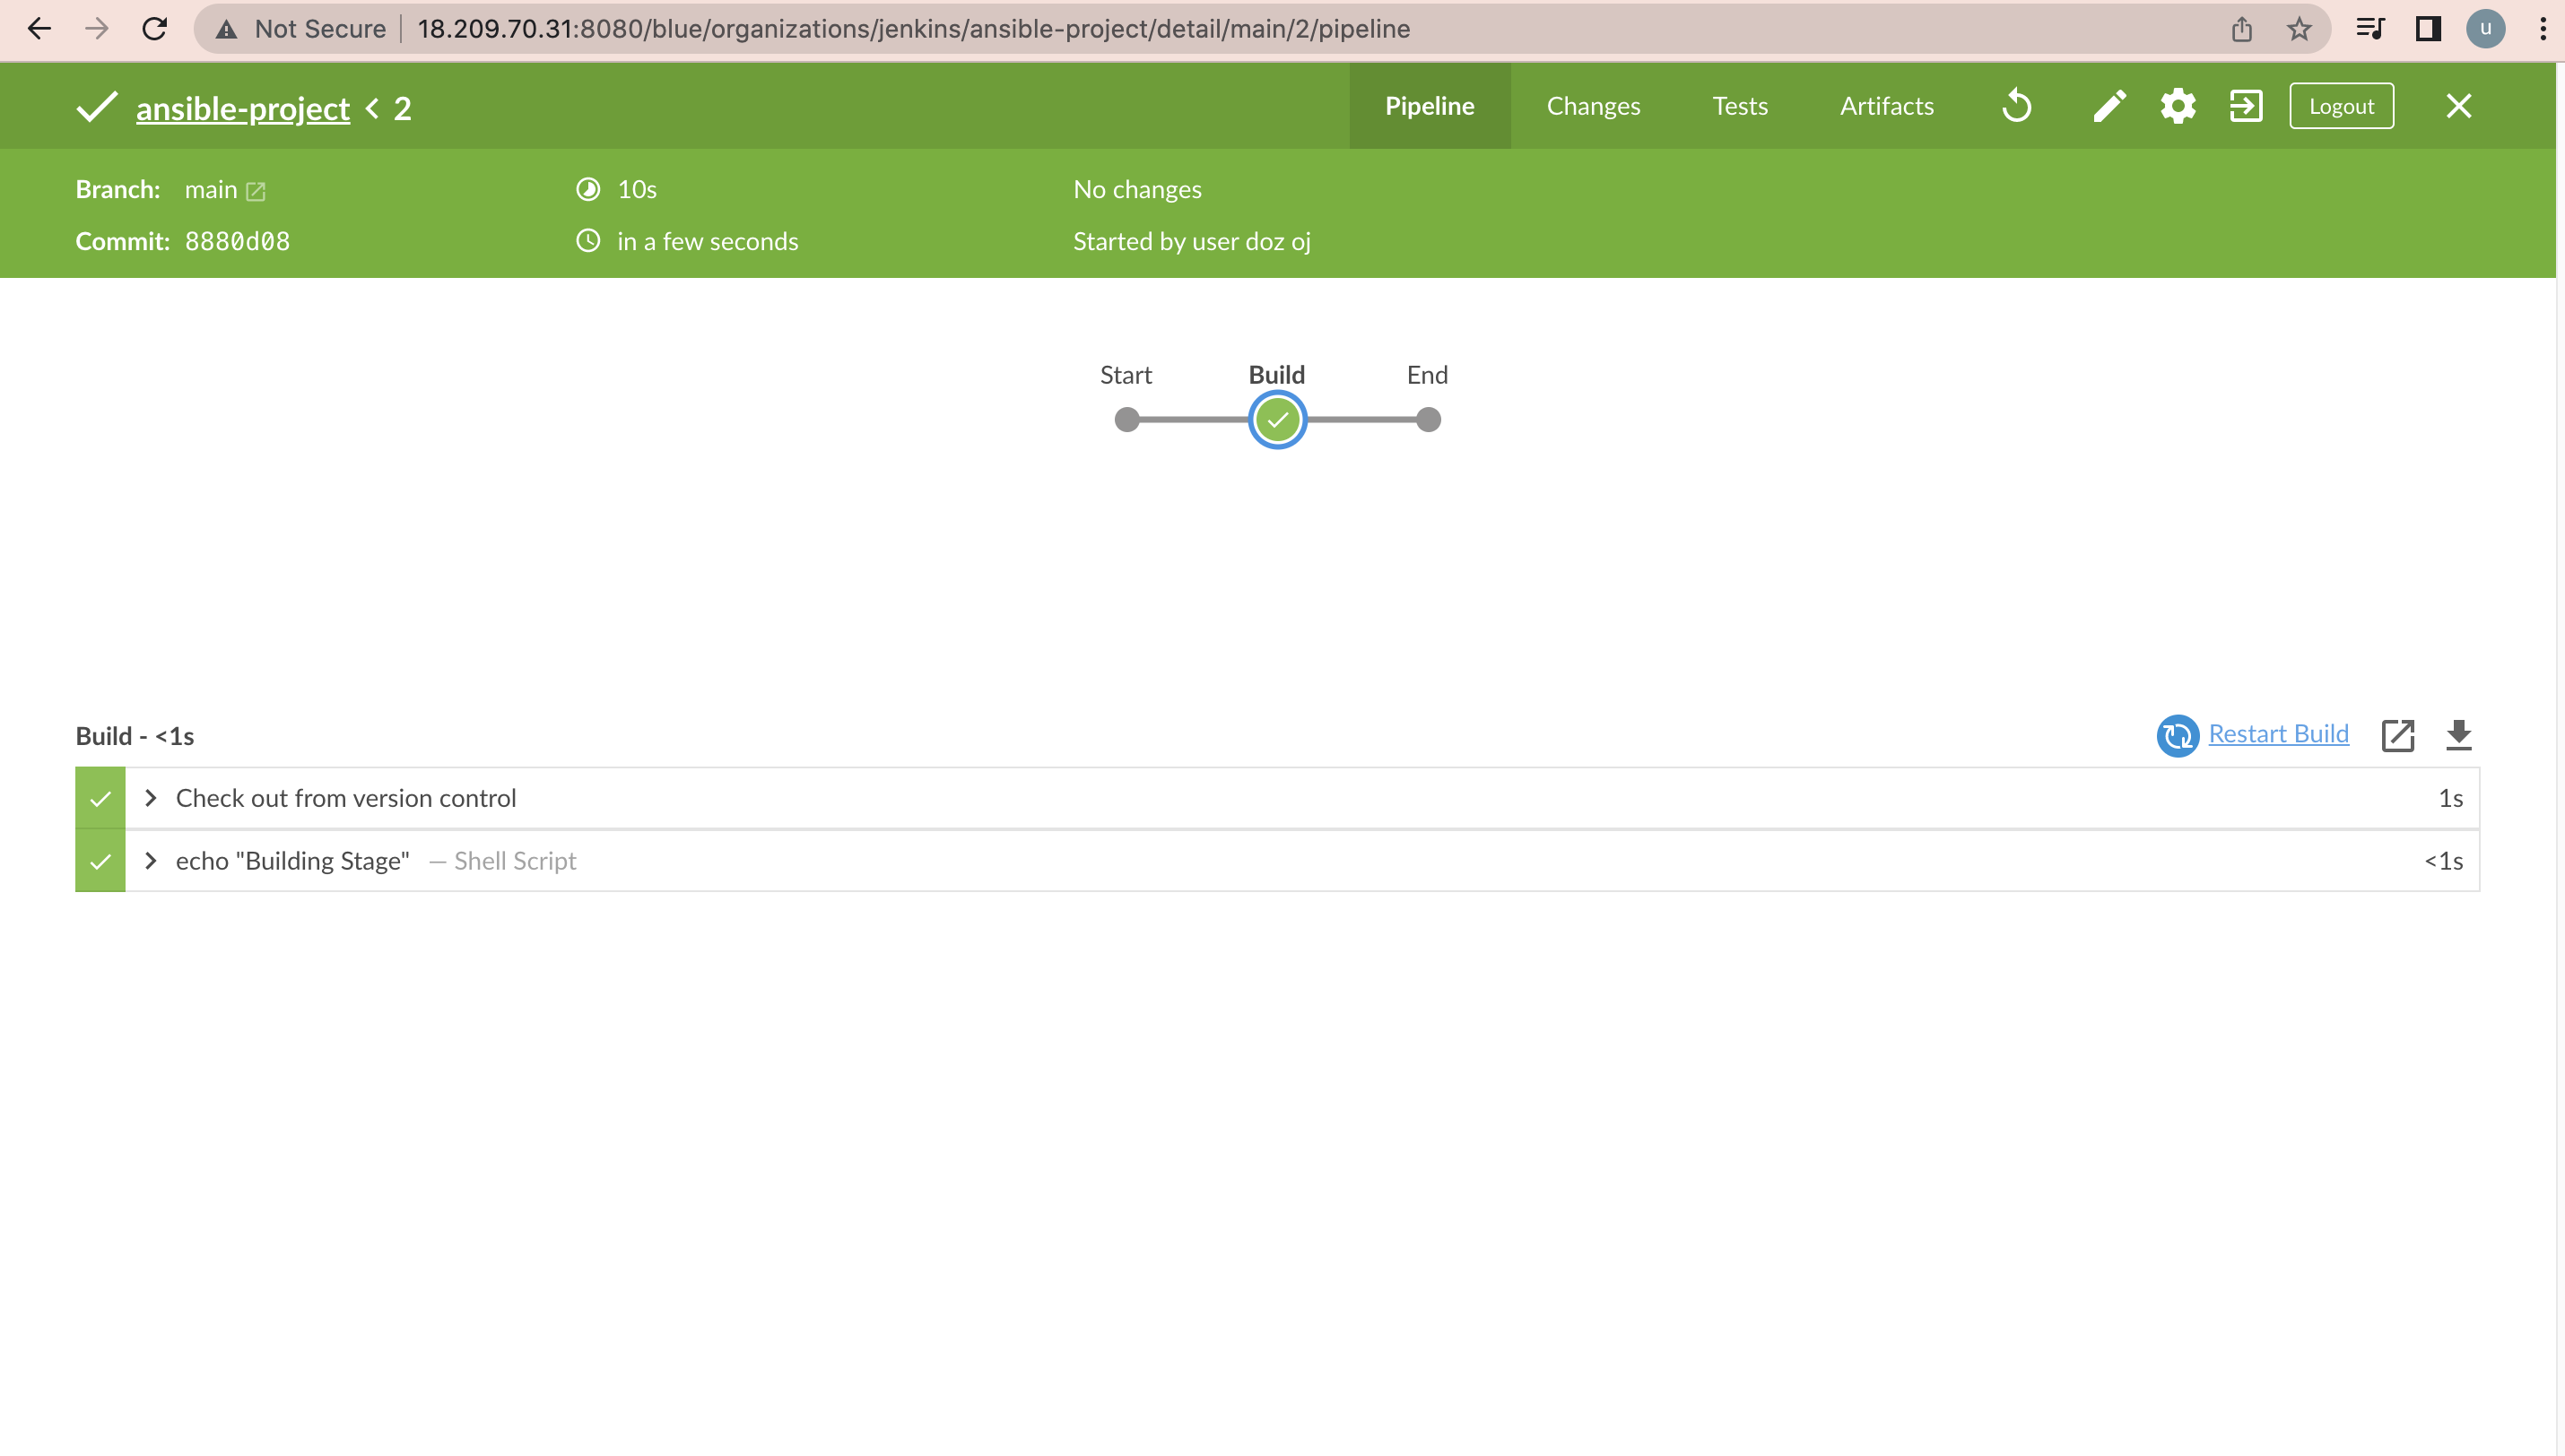 Not Secure 18.209.70.31:8080/blue/organizations/jenkins/ansible-project/detail/main/2/pipeline u
ansible-project < 2 Pipeline Changes Tests Artifacts Logout
Branch: main 10s No changes
Commit: 8880d08 in a few seconds Started by user doz oj
Start Build End
Build - <1s Restart Build
Check out from version control 1s
echo "Building Stage" — Shell Script <1s